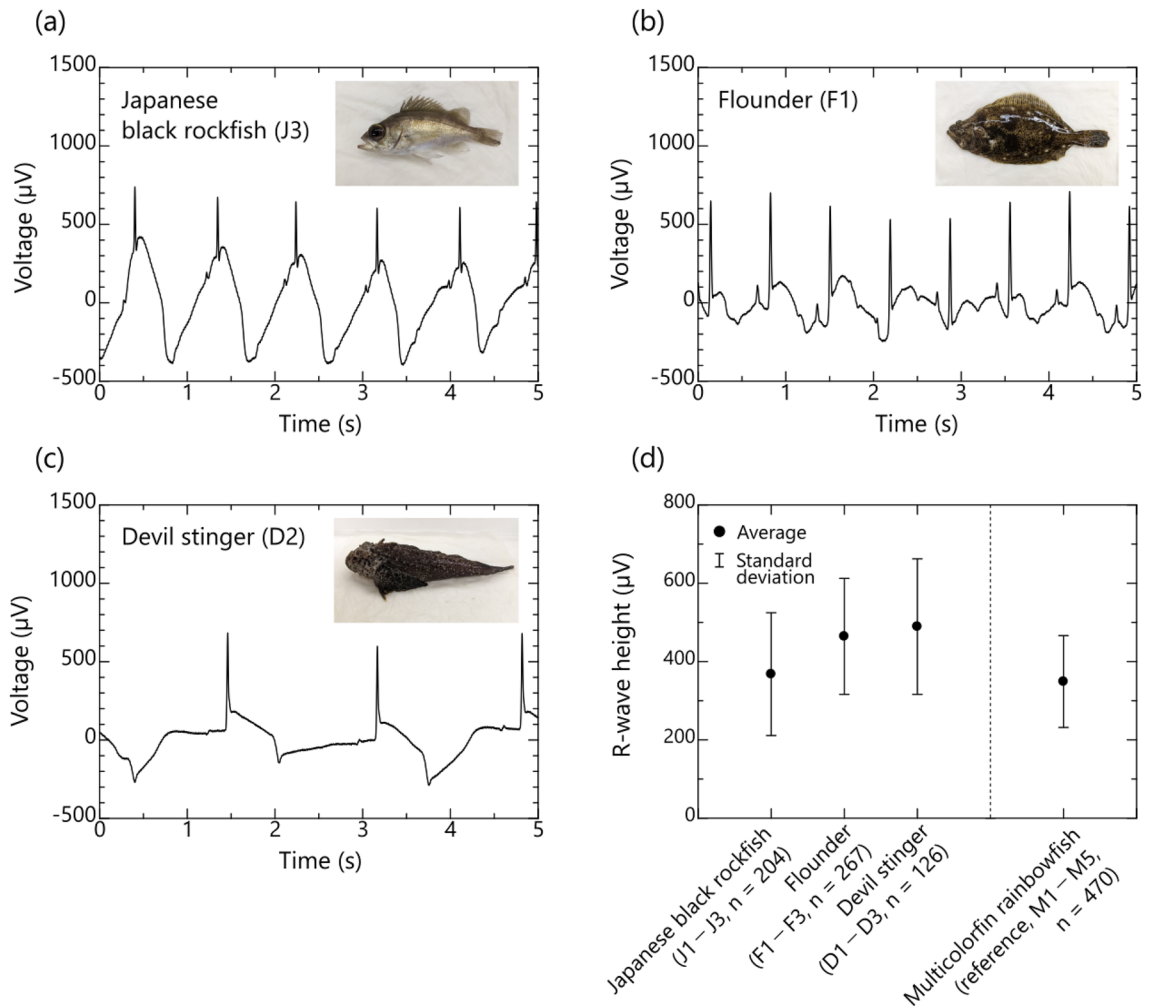 (a)
1500
1000
500
0
-500
Voltage (µV)
Japanese
black rockfish (J3)
0
1
2
3
4
5
Time (s)
(b)
1500
1000
500
0
-500
Voltage (µV)
Flounder (F1)
0
1
2
3
4
5
Time (s)
(c)
1500
1000
500
0
-500
Voltage (µV)
Devil stinger (D2)
0
1
2
3
4
5
Time (s)
(d)
800
600
400
200
0
R-wave height (µV)
Average
Standard
deviation
Japanese black rockfish
(J1 – J3, n = 204)
Flounder
(F1 – F3, n = 267)
Devil stinger
(D1 – D3, n = 126)
Multicolorfin rainbowfish
(reference, M1 – M5,
n = 470)